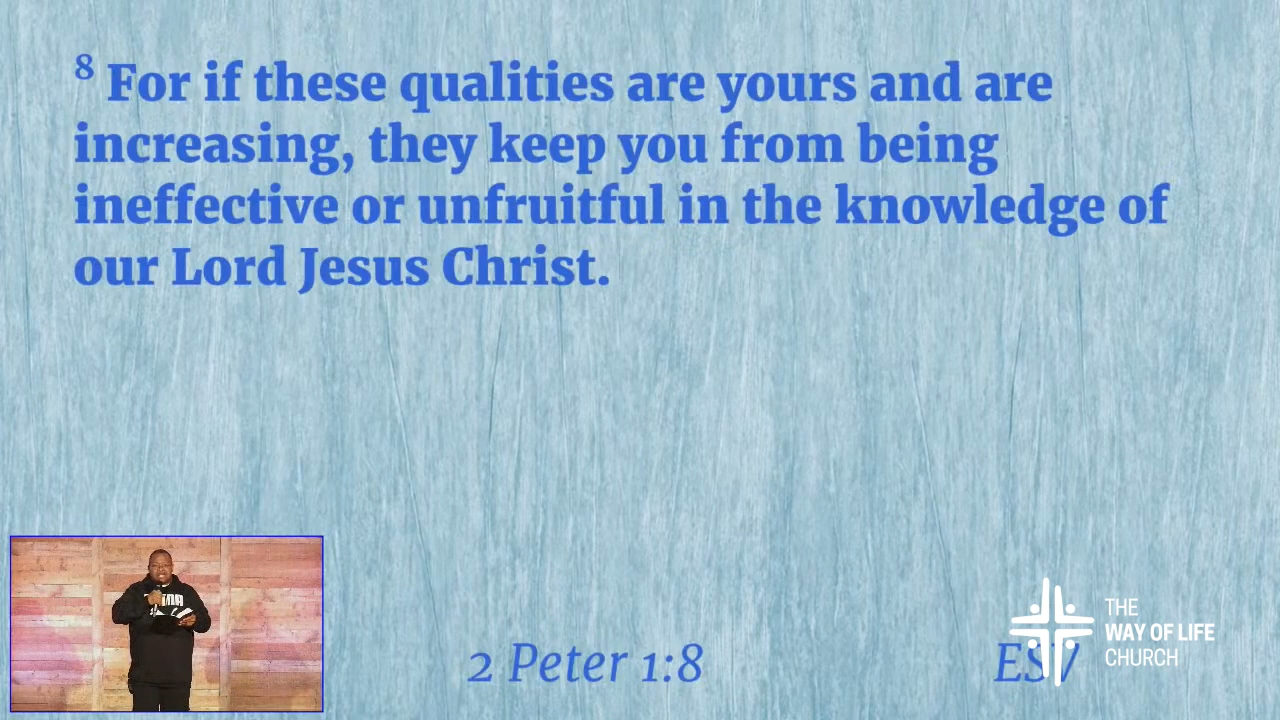 8 For if these qualities are yours and are
increasing, they keep you from being
ineffective or unfruitful in the knowledge of
our Lord Jesus Christ.
2 Peter 1:8
ESV
THE
WAY OF LIFE
CHURCH